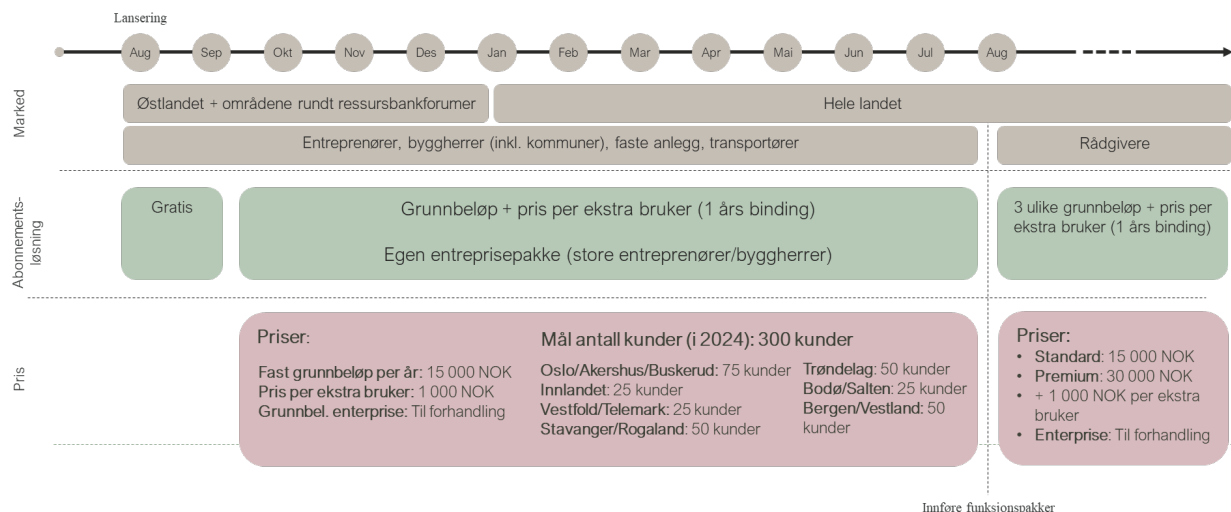 Lansering
Aug Sep Okt Nov Des Jan Feb Mar Apr Mai Jun Jul Aug
Marked
Østlandet + områdene rundt ressursbankforumer
Hele landet
Entreprenører, byggherrer (inkl. kommuner), faste anlegg, transportører
Rådgivere
Abonnements-
løsning
Gratis
Grunnbeløp + pris per ekstra bruker (1 års binding)
Egen entreprisepakke (store entreprenører/byggherrer)
3 ulike grunnbeløp + pris per
ekstra bruker (1 års binding)
Pris
Priser:
Fast grunnbeløp per år: 15 000 NOK
Pris per ekstra bruker: 1 000 NOK
Grunnbel. enterprise: Til forhandling
Mål antall kunder (i 2024): 300 kunder
Oslo/Akershus/Buskerud: 75 kunder
Innlandet: 25 kunder
Vestfold/Telemark: 25 kunder
Stavanger/Rogaland: 50 kunder
Trøndelag: 50 kunder
Bodø/Salten: 25 kunder
Bergen/Vestland: 50
kunder
Priser:
• Standard: 15 000 NOK
• Premium: 30 000 NOK
• + 1 000 NOK per ekstra
bruker
• Enterprise: Til forhandling
Innføre funksjonspakker